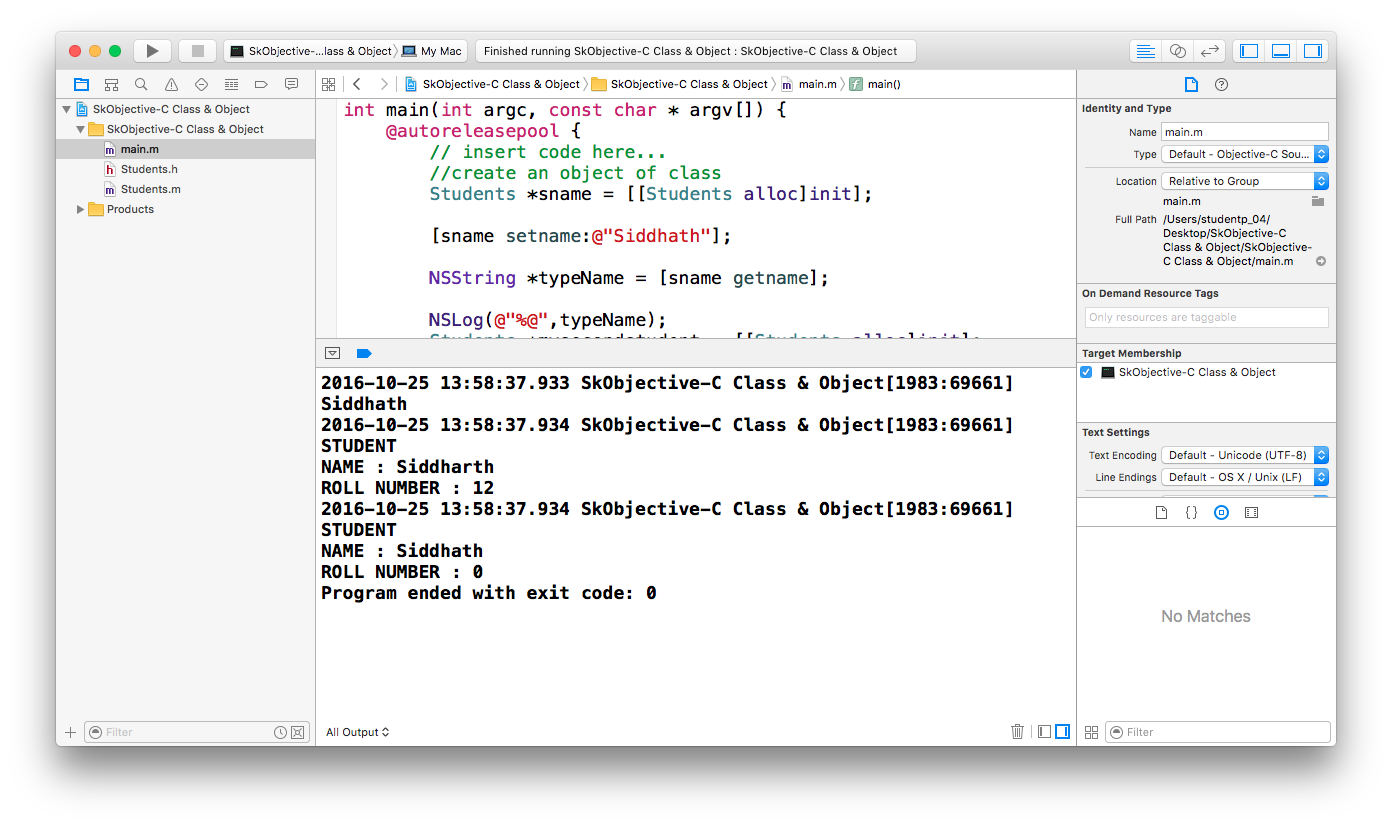 SkObjective-...lass & Object
My Mac
Finished running SkObjective-C Class & Object : SkObjective-C Class & Object
SkObjective-C Class & Object
SkObjective-C Class & Object
main.m
Students.h
Students.m
Products
Filter
SkObjective-C Class & Object
SkObjective-C Class & Object
main.m
main()
int main(int argc, const char * argv[]) {
@autoreleasepool {
// insert code here...
//create an object of class
Students *sname = [[Students alloc]init];
[sname setname:@"Siddhath"];
NSString *typeName = [sname getname];
NSLog(@"%@",typeName);
2016-10-25 13:58:37.933 SkObjective-C Class & Object[1983:69661]
Siddhath
2016-10-25 13:58:37.934 SkObjective-C Class & Object[1983:69661]
STUDENT
NAME : Siddharth
ROLL NUMBER : 12
2016-10-25 13:58:37.934 SkObjective-C Class & Object[1983:69661]
STUDENT
NAME : Siddhath
ROLL NUMBER : 0
Program ended with exit code: 0
All Output
Identity and Type
Name main.m
Type Default - Objective-C Sou...
Location Relative to Group
main.m
Full Path /Users/studentp_04/
Desktop/SkObjective-C
Class & Object/SkObjective-
C Class & Object/main.m
On Demand Resource Tags
Only resources are taggable
Target Membership
SkObjective-C Class & Object
Text Settings
Text Encoding Default - Unicode (UTF-8)
Line Endings Default - OS X / Unix (LF)
No Matches
Filter